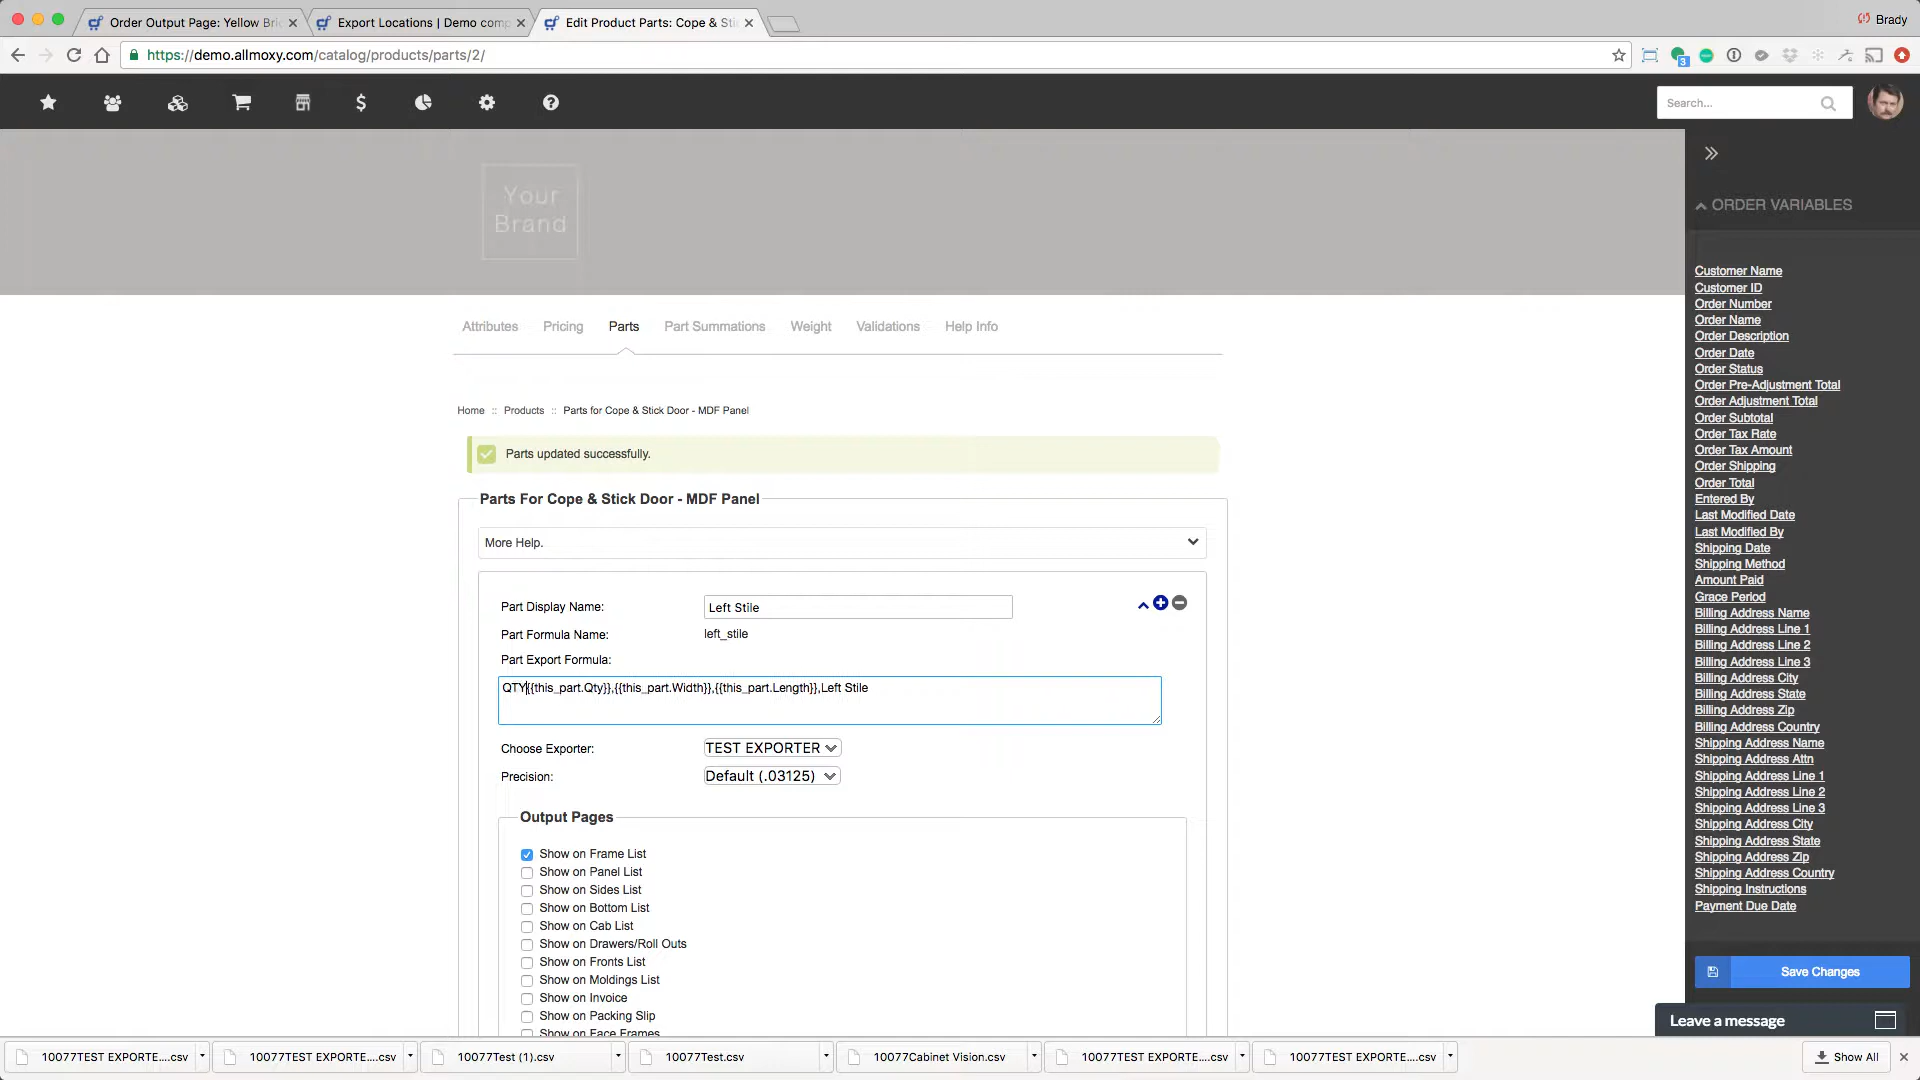 Order Output Page: Yellow Bri
Export Locations | Demo comp
Edit Product Parts: Cope & Sti
Brady
https://demo.allmoxy.com/catalog/products/parts/2/
3
Search...
Your
Brand
ORDER VARIABLES
Customer Name
Customer ID
Order Number
Order Name
Order Description
Order Date
Order Status
Order Pre-Adjustment Total
Order Adjustment Total
Order Subtotal
Order Tax Rate
Order Tax Amount
Order Shipping
Order Total
Entered By
Last Modified Date
Last Modified By
Shipping Date
Shipping Method
Amount Paid
Grace Period
Billing Address Name
Billing Address Line 1
Billing Address Line 2
Billing Address Line 3
Billing Address City
Billing Address State
Billing Address Zip
Billing Address Country
Shipping Address Name
Shipping Address Attn
Shipping Address Line 1
Shipping Address Line 2
Shipping Address Line 3
Shipping Address City
Shipping Address State
Shipping Address Zip
Shipping Address Country
Shipping Instructions
Payment Due Date
Save Changes
Leave a message
Attributes Pricing Parts Part Summations Weight Validations Help Info
Home :: Products :: Parts for Cope & Stick Door - MDF Panel
Parts updated successfully.
Parts For Cope & Stick Door - MDF Panel
More Help.
Part Display Name: Left Stile
Part Formula Name: left_stile
Part Export Formula:
QTY{{this_part.Qty}},{{this_part.Width}},{{this_part.Length}},Left Stile
Choose Exporter: TEST EXPORTER
Precision: Default (.03125)
Output Pages
Show on Frame List
Show on Panel List
Show on Sides List
Show on Bottom List
Show on Cab List
Show on Drawers/Roll Outs
Show on Fronts List
Show on Moldings List
Show on Invoice
Show on Packing Slip
Show on Face Frames
10077TEST EXPORTE....csv
10077TEST EXPORTE....csv
10077Test (1).csv
10077Test.csv
10077Cabinet Vision.csv
10077TEST EXPORTE....csv
10077TEST EXPORTE....csv
Show All